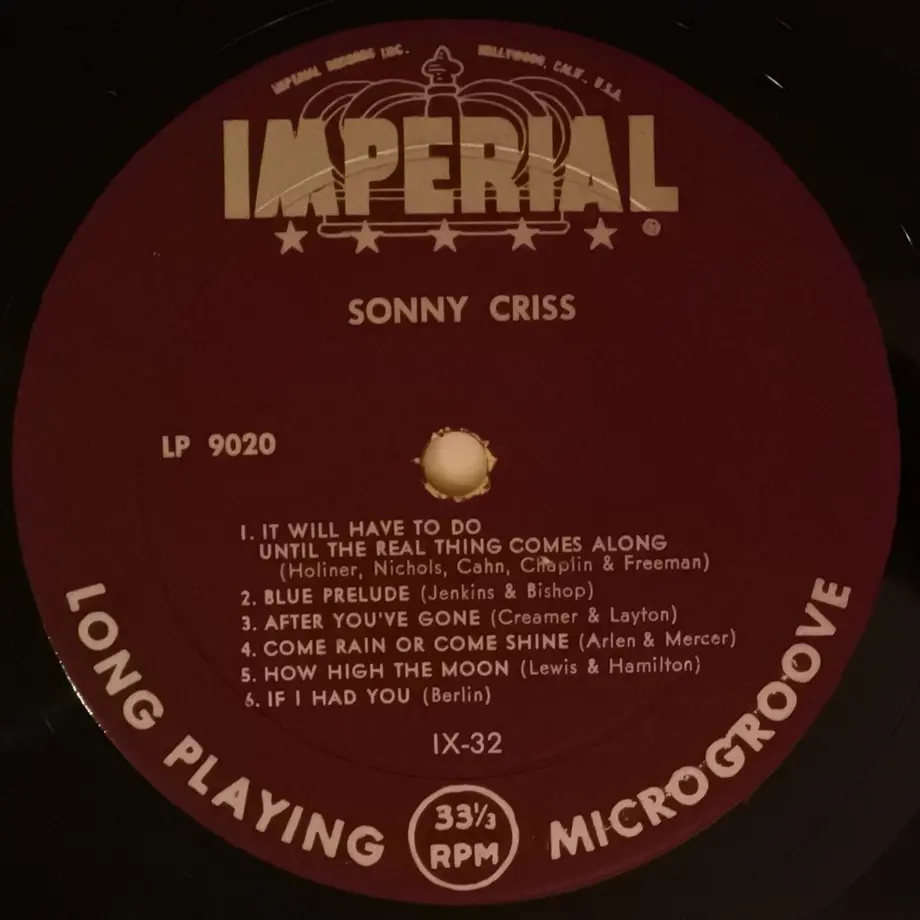 IMPERIAL RECORDS INC. HOLLYWOOD, CALIF., U.S.A.
IMPERIAL
®
SONNY CRISS
LP 9020
1. IT WILL HAVE TO DO
UNTIL THE REAL THING COMES ALONG
(Holiner, Nichols, Cahn, Chaplin & Freeman)
2. BLUE PRELUDE (Jenkins & Bishop)
3. AFTER YOU'VE GONE (Creamer & Layton)
4. COME RAIN OR COME SHINE (Arlen & Mercer)
5. HOW HIGH THE MOON (Lewis & Hamilton)
6. IF I HAD YOU (Berlin)
IX-32
LONG PLAYING
33⅓
RPM
MICROGROOVE